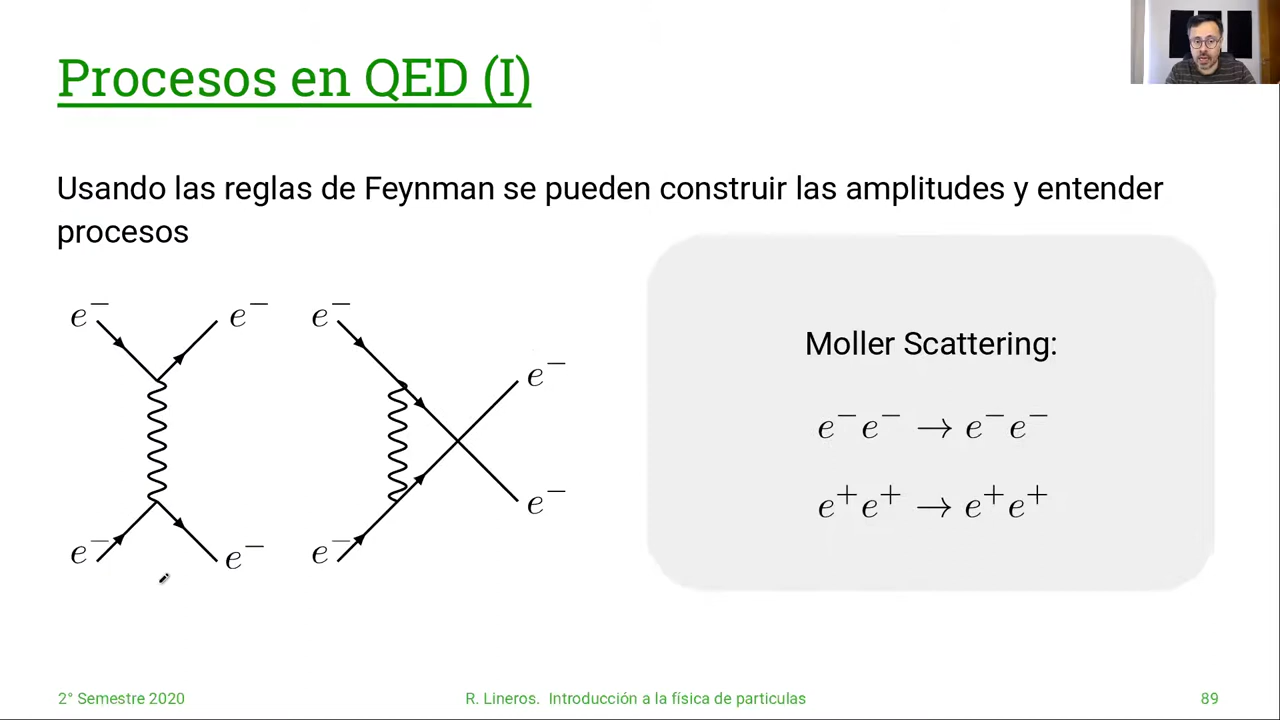 Procesos en QED (I)
Usando las reglas de Feynman se pueden construir las amplitudes y entender
procesos
e⁻ e⁻ e⁻
e⁻
e⁻
e⁻ e⁻ e⁻
Moller Scattering:
e⁻e⁻ → e⁻e⁻
e⁺e⁺ → e⁺e⁺
2° Semestre 2020
R. Lineros. Introducción a la física de particulas
89